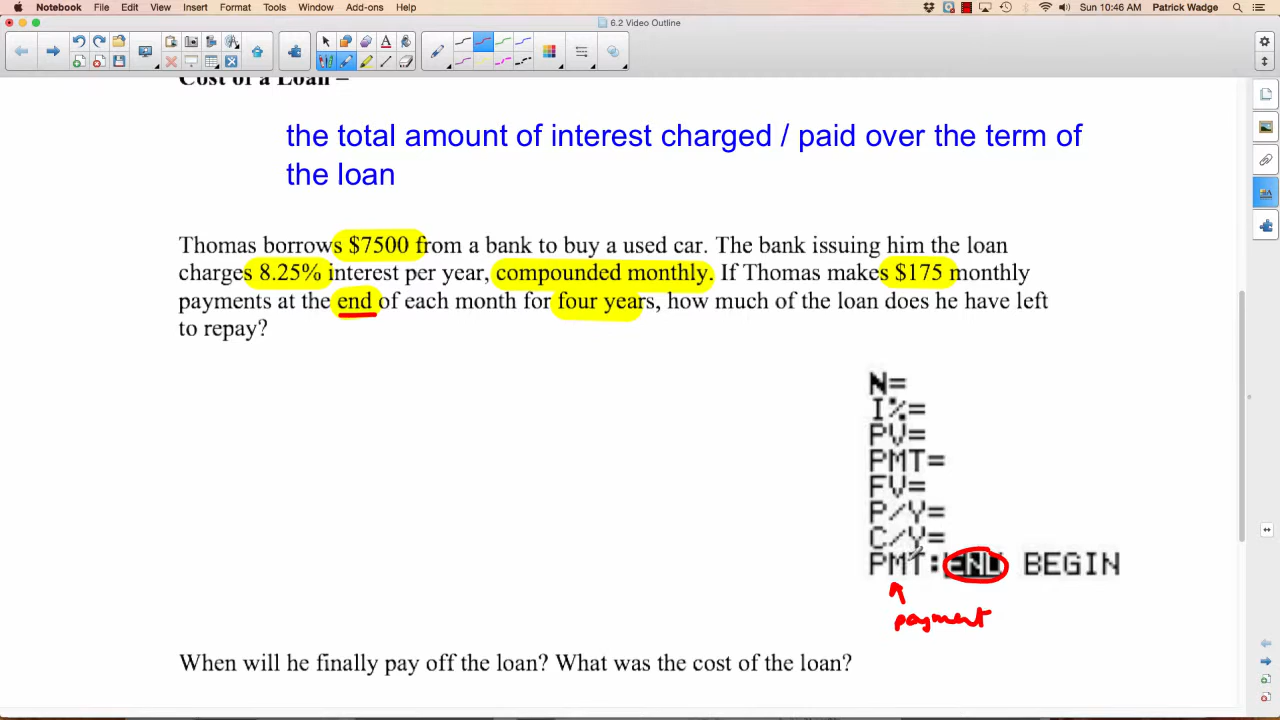 Notebook File Edit View Insert Format Tools Window Add-ons Help Sun 10:46 AM Patrick Wadge
6.2 Video Outline
Cost of a Loan =
the total amount of interest charged / paid over the term of
the loan
Thomas borrows $7500 from a bank to buy a used car. The bank issuing him the loan
charges 8.25% interest per year, compounded monthly. If Thomas makes $175 monthly
payments at the end of each month for four years, how much of the loan does he have left
to repay?
N=
I%=
PV=
PMT=
FV=
P/Y=
C/Y=
PMT:END BEGIN
payment
When will he finally pay off the loan? What was the cost of the loan?